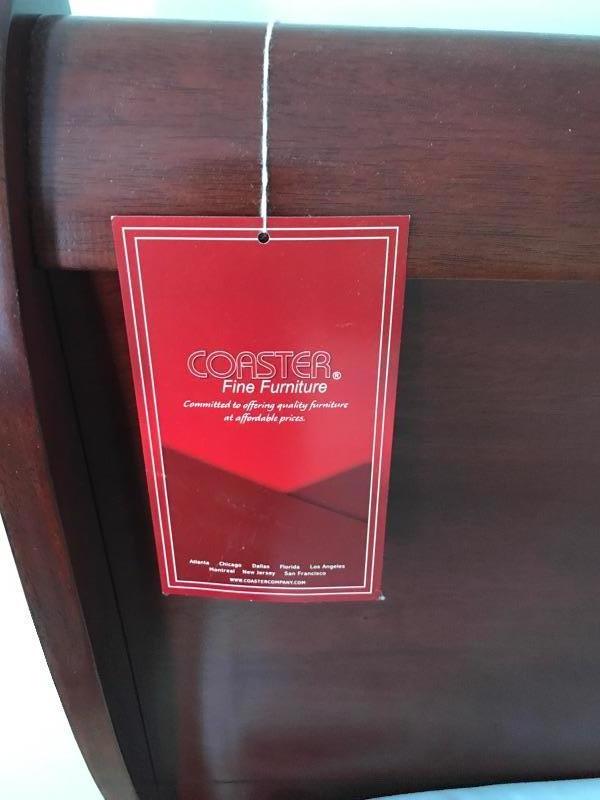 COASTER®
Fine Furniture
Committed to offering quality furniture
at affordable prices.
Atlanta Chicago Dallas Florida Los Angeles
Montreal New Jersey San Francisco
WWW.COASTERCOMPANY.COM